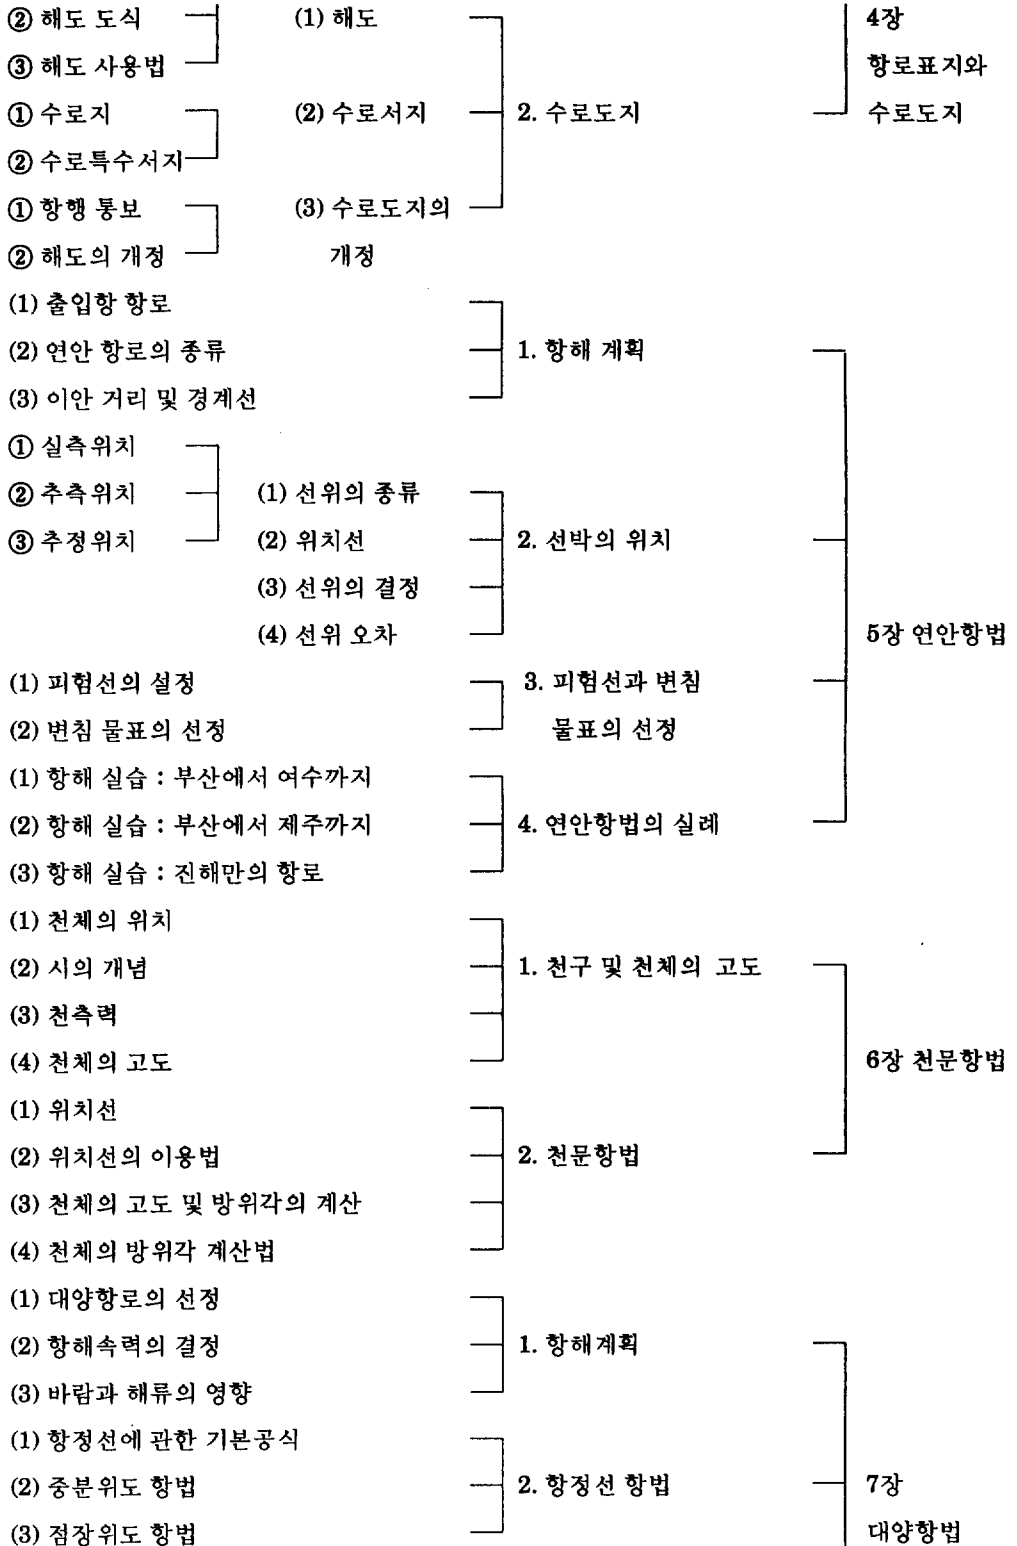 ② 해도 도식 (1) 해도 4장
③ 해도 사용법 항로표지와
① 수로지 (2) 수로서지 2. 수로도지 수로도지
② 수로특수서지
① 항행 통보 (3) 수로도지의
② 해도의 개정 개정
(1) 출입항 항로
(2) 연안 항로의 종류 1. 항해 계획
(3) 이안 거리 및 경계선
① 실측위치
② 추측위치 (1) 선위의 종류
③ 추정위치 (2) 위치선 2. 선박의 위치
(3) 선위의 결정
(4) 선위 오차 5장 연안항법
(1) 피험선의 설정 3. 피험선과 변침
(2) 변침 물표의 선정 물표의 선정
(1) 항해 실습 : 부산에서 여수까지
(2) 항해 실습 : 부산에서 제주까지 4. 연안항법의 실례
(3) 항해 실습 : 진해만의 항로
(1) 천체의 위치
(2) 시의 개념 1. 천구 및 천체의 고도
(3) 천측력
(4) 천체의 고도 6장 천문항법
(1) 위치선
(2) 위치선의 이용법 2. 천문항법
(3) 천체의 고도 및 방위각의 계산
(4) 천체의 방위각 계산법
(1) 대양항로의 선정
(2) 항해속력의 결정 1. 항해계획
(3) 바람과 해류의 영향
(1) 항정선에 관한 기본공식
(2) 중분위도 항법 2. 항정선 항법 7장
(3) 점장위도 항법 대양항법